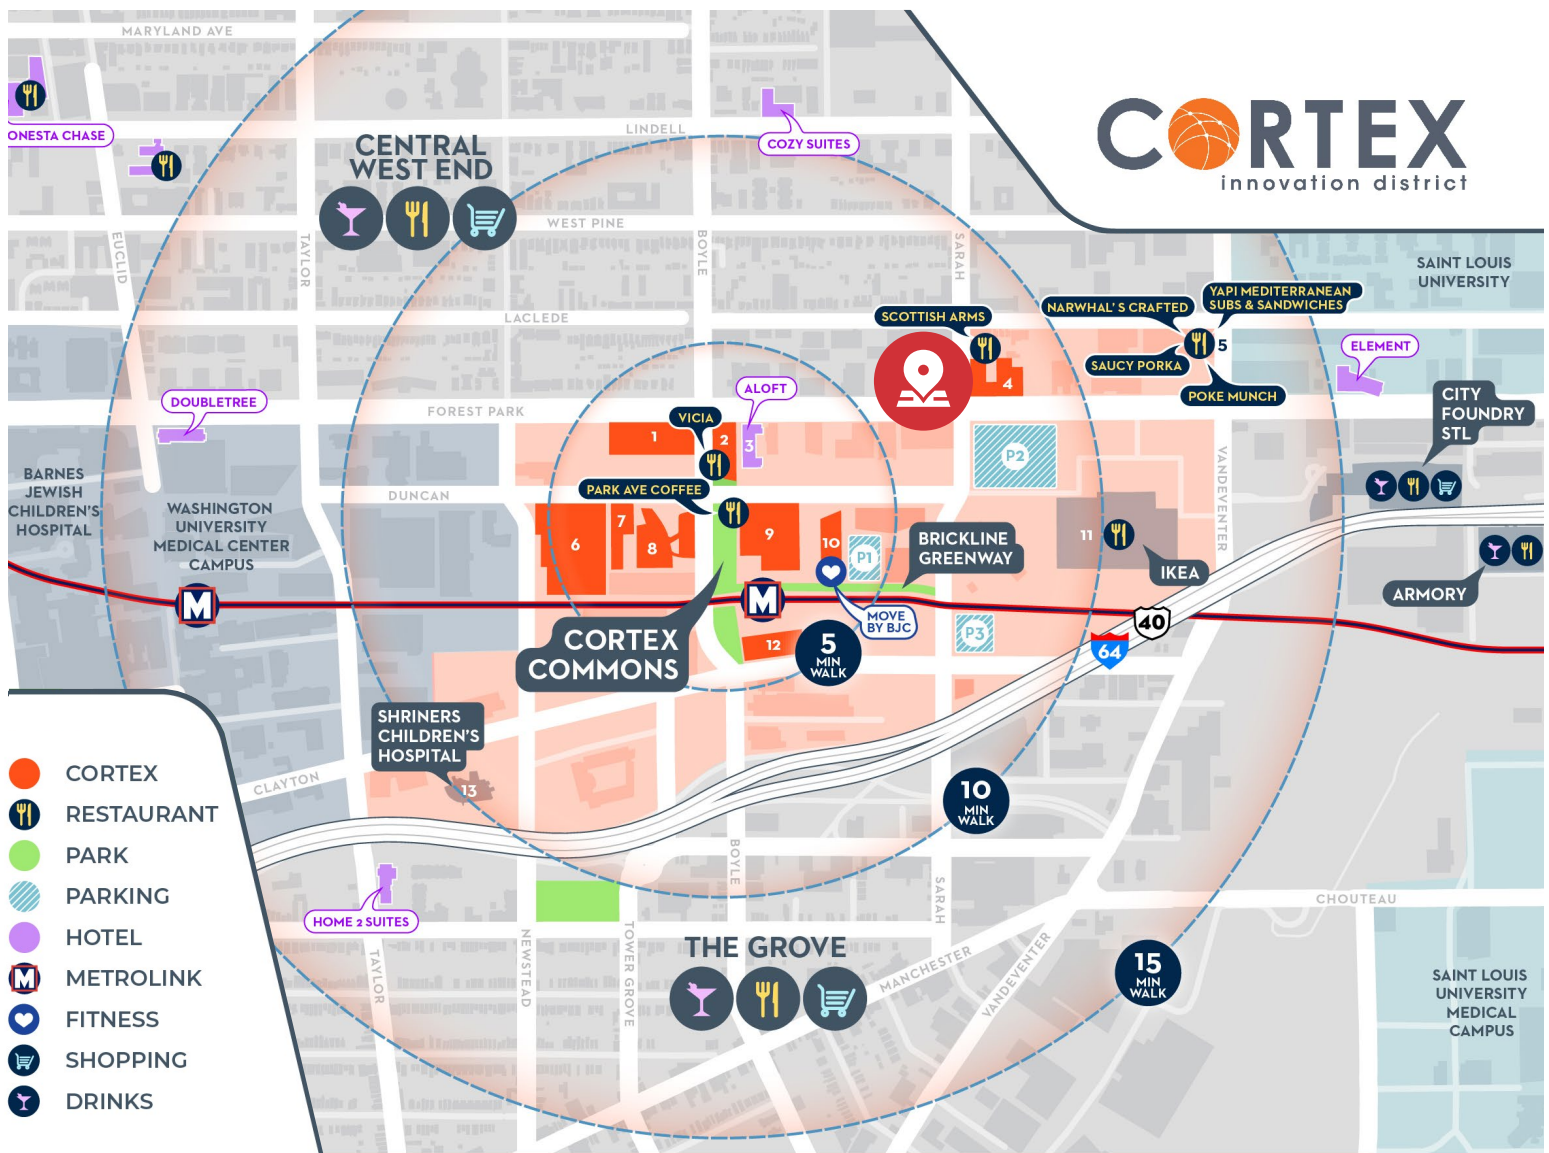 MARYLAND AVE
ONESTA CHASE
LINDELL
COZY SUITES
CORTEX
innovation district
CENTRAL
WEST END
WEST PINE
EUCLID
TAYLOR
BOYLE
SARAH
SAINT LOUIS
UNIVERSITY
YAPI MEDITERRANEAN
SUBS & SANDWICHES
NARWHAL'S CRAFTED
SCOTTISH ARMS
LACLEDE
5
ELEMENT
SAUCY PORKA
POKE MUNCH
4
ALOFT
DOUBLETREE
FOREST PARK
VICIA
CITY
FOUNDRY
STL
1
2
3
P2
BARNES
JEWISH
CHILDREN'S
HOSPITAL
WASHINGTON
UNIVERSITY
MEDICAL CENTER
CAMPUS
DUNCAN
PARK AVE COFFEE
VANDEVENTER
6
7
8
9
10
P1
BRICKLINE
GREENWAY
11
IKEA
ARMORY
M
M
MOVE
BY BJC
40
64
CORTEX
COMMONS
12
5
MIN
WALK
P3
SHRINERS
CHILDREN'S
HOSPITAL
13
CLAYTON
10
MIN
WALK
BOYLE
SARAH
CHOUTEAU
HOME 2 SUITES
TAYLOR
NEWSTEAD
TOWER GROVE
THE GROVE
MANCHESTER
VANDEVENTER
15
MIN
WALK
SAINT LOUIS
UNIVERSITY
MEDICAL
CAMPUS
CORTEX
RESTAURANT
PARK
PARKING
HOTEL
M METROLINK
FITNESS
SHOPPING
DRINKS